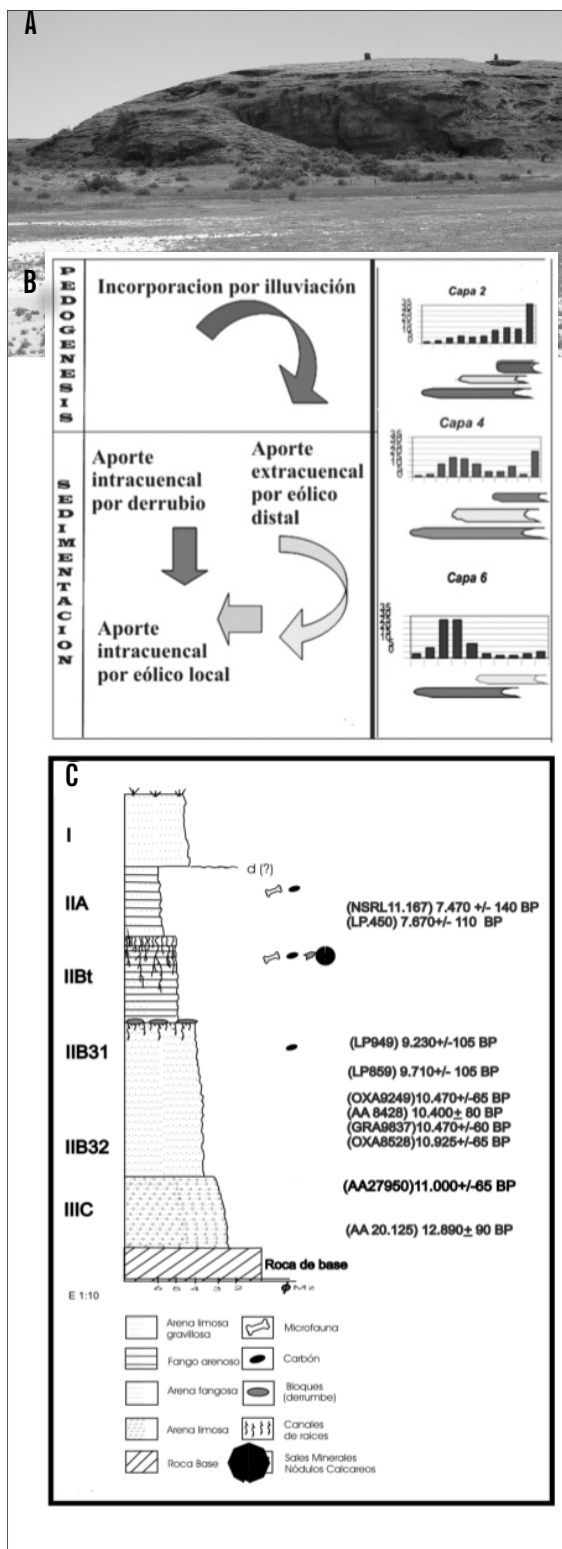 A
B
PEDOGENESIS
Incorporacion por illuviación
Capa 2
SEDIMENTACION
Aporte
intracuencal
por derrubio
Aporte
extracuencal
por eólico
distal
Aporte
intracuencal
por eólico local
Capa 4
Capa 6
C
I
d (?)
IIA
(NSRL11.167) 7.470 +/- 140 BP
(LP.450) 7.670+/- 110 BP
IIBt
IIB31
(LP949) 9.230+/-105 BP
(LP859) 9.710+/- 105 BP
(OXA9249)10.470+/-65 BP
(AA 8428) 10.400± 80 BP
(GRA9837)10.470+/-60 BP
(OXA8528)10.925+/-65 BP
IIB32
(AA27950)11.000+/-65 BP
IIIC
(AA 20.125) 12.890± 90 BP
Roca de base
E 1:10
6 5 4 3 2 ϕ Mz
Arena limosa
gravillosa
Microfauna
Fango arenoso
Carbón
Arena fangosa
Bloques
(derrumbe)
Arena limosa
Canales
de raices
Roca Base
Sales Minerales
Nódulos Calcareos